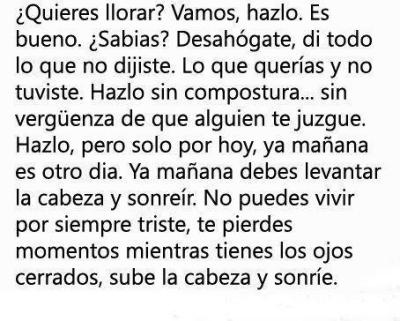 ¿Quieres llorar? Vamos, hazlo. Es
bueno. ¿Sabias? Desahógate, di todo
lo que no dijiste. Lo que querías y no
tuviste. Hazlo sin compostura... sin
vergüenza de que alguien te juzgue.
Hazlo, pero solo por hoy, ya mañana
es otro dia. Ya mañana debes levantar
la cabeza y sonreír. No puedes vivir
por siempre triste, te pierdes
momentos mientras tienes los ojos
cerrados, sube la cabeza y sonríe.